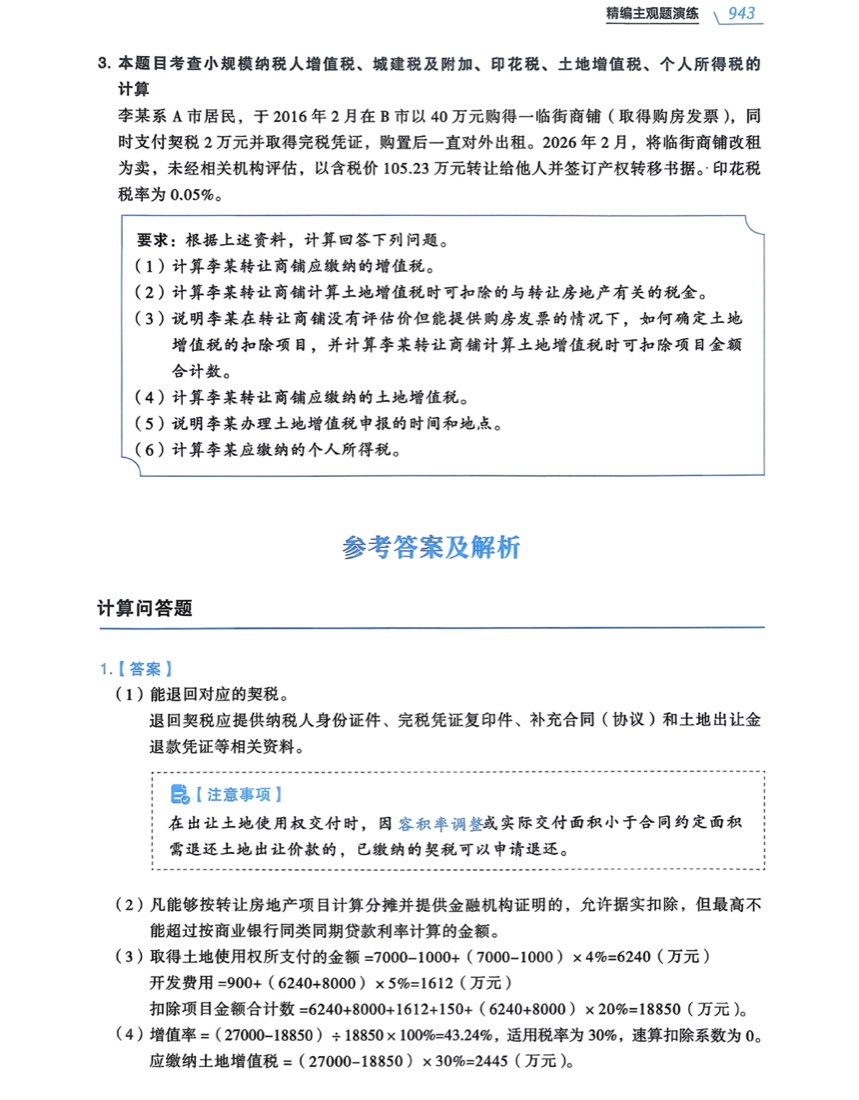 精编主观题演练 943
3. 本题目考查小规模纳税人增值税、城建税及附加、印花税、土地增值税、个人所得税的
计算
李某系 A 市居民，于 2016 年 2 月在 B 市以 40 万元购得一临街商铺（取得购房发票），同
时支付契税 2 万元并取得完税凭证，购置后一直对外出租。2026 年 2 月，将临街商铺改租
为卖，未经相关机构评估，以含税价 105.23 万元转让给他人并签订产权转移书据。印花税
税率为 0.05%。
要求：根据上述资料，计算回答下列问题。
（1）计算李某转让商铺应缴纳的增值税。
（2）计算李某转让商铺计算土地增值税时可扣除的与转让房地产有关的税金。
（3）说明李某在转让商铺没有评估价但能提供购房发票的情况下，如何确定土地
增值税的扣除项目，并计算李某转让商铺计算土地增值税时可扣除项目金额
合计数。
（4）计算李某转让商铺应缴纳的土地增值税。
（5）说明李某办理土地增值税申报的时间和地点。
（6）计算李某应缴纳的个人所得税。
参考答案及解析
计算问答题
1.【答案】
（1）能退回对应的契税。
退回契税应提供纳税人身份证件、完税凭证复印件、补充合同（协议）和土地出让金
退款凭证等相关资料。
【注意事项】
在出让土地使用权交付时，因容积率调整或实际交付面积小于合同约定面积
需退还土地出让价款的，已缴纳的契税可以申请退还。
（2）凡能够按转让房地产项目计算分摊并提供金融机构证明的，允许据实扣除，但最高不
能超过按商业银行同类同期贷款利率计算的金额。
（3）取得土地使用权所支付的金额 =7000-1000+（7000-1000）×4%=6240（万元）
开发费用 =900+（6240+8000）×5%=1612（万元）
扣除项目金额合计数 =6240+8000+1612+150+（6240+8000）×20%=18850（万元）。
（4）增值率 =（27000-18850）÷18850×100%=43.24%，适用税率为 30%，速算扣除系数为 0。
应缴纳土地增值税 =（27000-18850）×30%=2445（万元）。